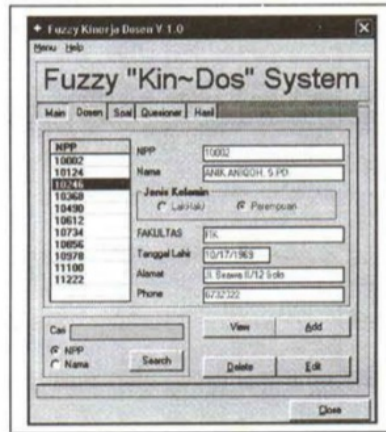 Fuzzy Kinerja Dosen V.1.0
Menu Help
Fuzzy "Kin~Dos" System
Main Dosen Soal Quesioner Hasil
NPP
10002
10124
10246
10368
10490
10612
10734
10856
10978
11100
11222
NPP 10002
Nama ANIK ANIQOH, S.PD
Jenis Kelamin
Laki-laki Perempuan
FAKULTAS FIK
Tanggal Lahir 10/17/1969
Alamat
Phone 6732322
Cari
NPP
Nama
Search
View Add
Delete Edit
Close